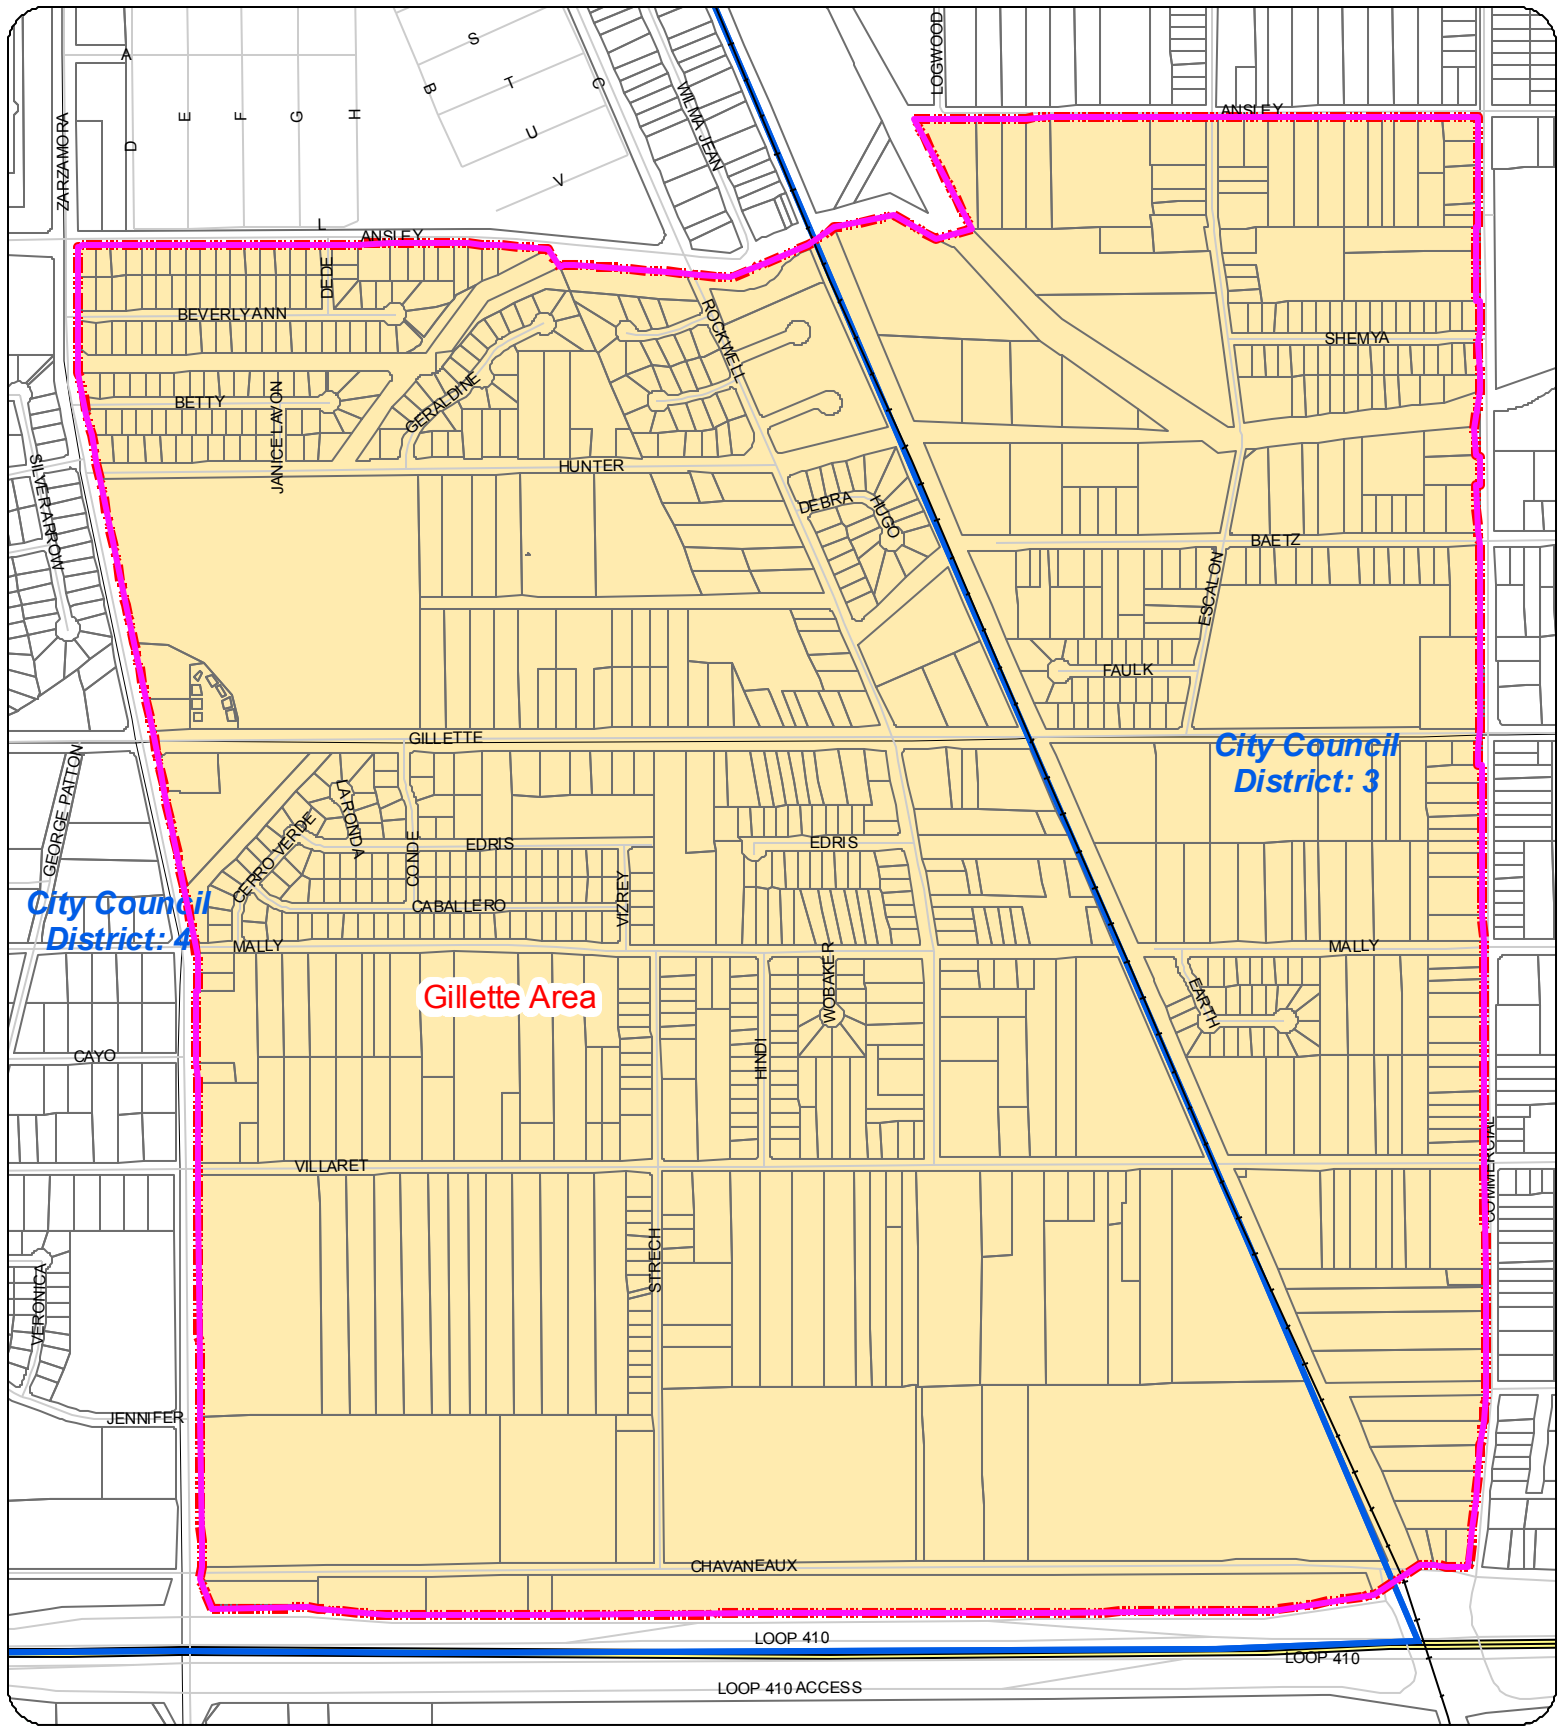 LOGWOOD
S
A
B
T
C
WILMA JEAN
ANSLEY
ZARZAMORA
D
E
F
G
H
U
V
L
ANSLEY
DEDE
BEVERLYANN
ROCKWELL
SHEMYA
GERALDINE
BETTY
JANICE LAVON
SILVER ARROW
HUNTER
DEBRA
HUGO
BAETZ
ESCALON
FAULK
GILLETTE
City Council
District: 3
GEORGE PATTON
LARONDA
CERRO VERDE
CONDE
EDRIS
EDRIS
City Council
District: 4
CABALLERO
VIZREY
MALLY
MALLY
WOBAKER
Gillette Area
EARTH
CAYO
HINDI
VILLARET
COMMERCIAL
STRECH
VERONICA
JENNIFER
CHAVANEAUX
LOOP 410
LOOP 410
LOOP 410 ACCESS